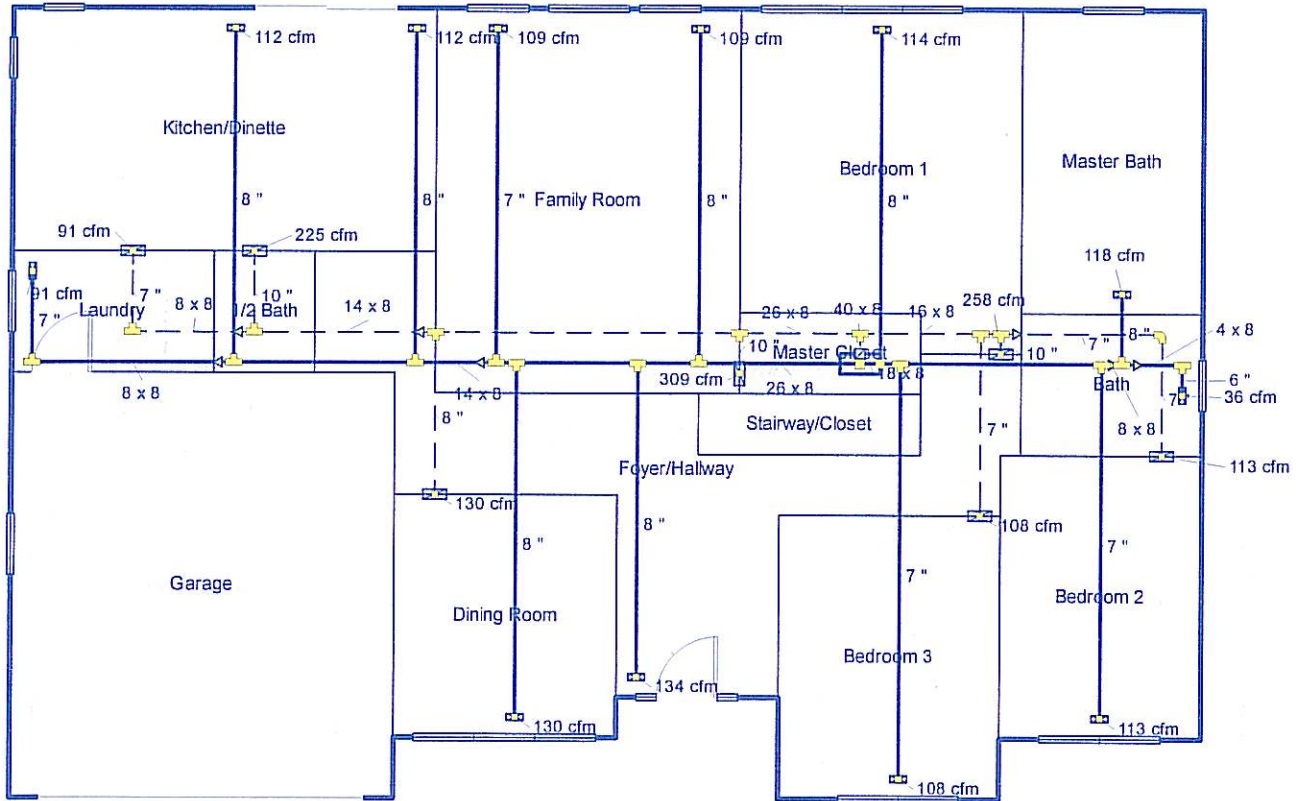 112 cfm
112 cfm
109 cfm
109 cfm
114 cfm
Kitchen/Dinette
Family Room
Bedroom 1
Master Bath
8 "
8 "
7 "
8 "
8 "
91 cfm
225 cfm
118 cfm
91 cfm
7 "
7 "
Laundry
8 x 8
10 "
1/2 Bath
14 x 8
26 x 8
40 x 8
16 x 8
258 cfm
8 "
4 x 8
10 "
Master Closet
7 "
10 "
8 x 8
14 x 8
309 cfm
26 x 8
18 x 8
Bath
6 "
7 "
36 cfm
8 x 8
8 "
Stairway/Closet
7 "
Foyer/Hallway
113 cfm
130 cfm
108 cfm
8 "
8 "
7 "
7 "
Garage
Dining Room
Bedroom 3
Bedroom 2
134 cfm
130 cfm
113 cfm
108 cfm